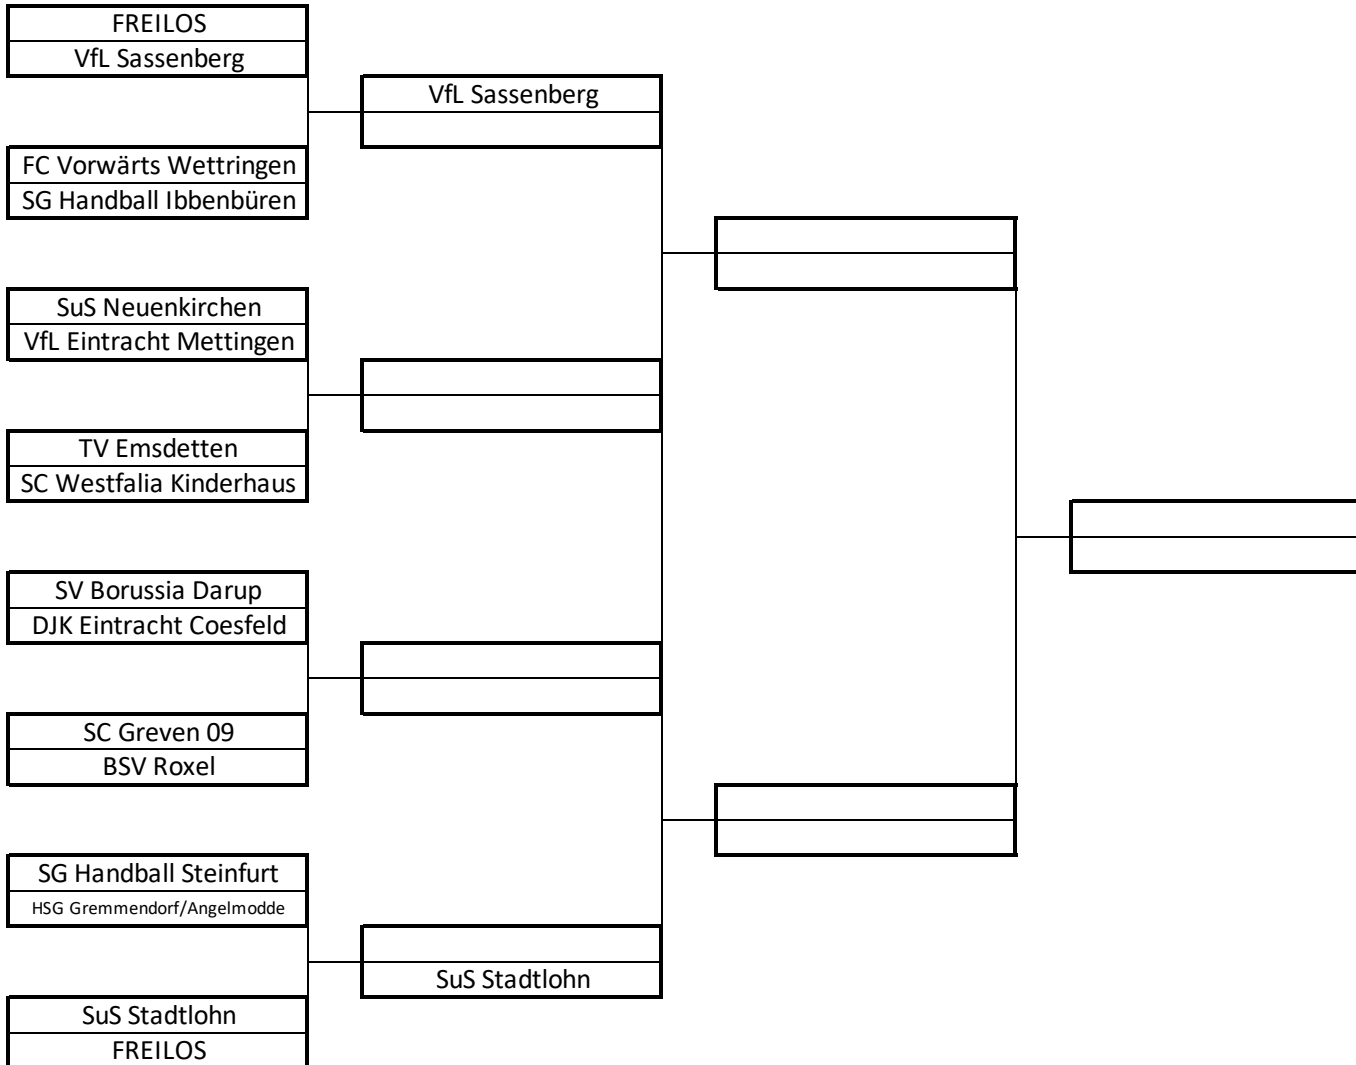 FREILOS
VfL Sassenberg
VfL Sassenberg
FC Vorwärts Wettringen
SG Handball Ibbenbüren
SuS Neuenkirchen
VfL Eintracht Mettingen
TV Emsdetten
SC Westfalia Kinderhaus
SV Borussia Darup
DJK Eintracht Coesfeld
SC Greven 09
BSV Roxel
SG Handball Steinfurt
HSG Gremmendorf/Angelmodde
SuS Stadtlohn
SuS Stadtlohn
FREILOS